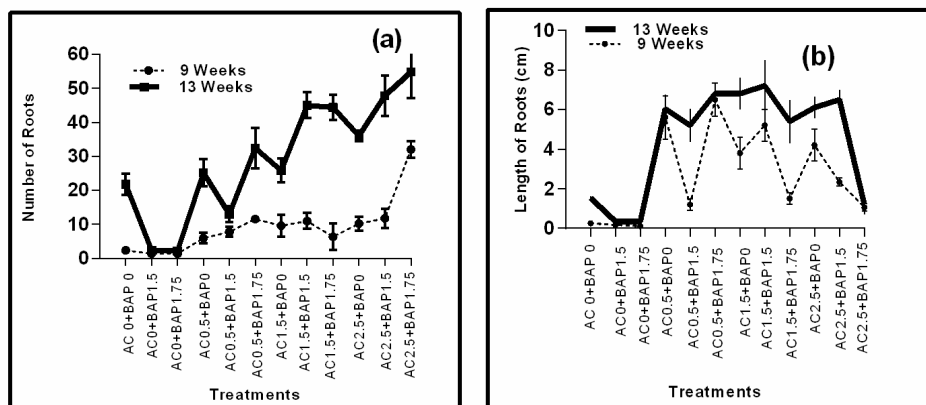 (a)
9 Weeks
13 Weeks
Number of Roots
60
50
40
30
20
10
0
AC 0+BAP 0
AC0+BAP1.5
AC0+BAP1.75
AC0.5+BAP0
AC0.5+BAP1.5
AC0.5+BAP1.75
AC1.5+BAP0
AC1.5+BAP1.5
AC1.5+BAP1.75
AC2.5+BAP0
AC2.5+BAP1.5
AC2.5+BAP1.75
Treatments
(b)
13 Weeks
9 Weeks
Length of Roots (cm)
10
8
6
4
2
0
AC 0+BAP 0
AC0+BAP1.5
AC0+BAP1.75
AC0.5+BAP0
AC0.5+BAP1.5
AC0.5+BAP1.75
AC1.5+BAP0
AC1.5+BAP1.5
AC1.5+BAP1.75
AC2.5+BAP0
AC2.5+BAP1.5
AC2.5+BAP1.75
Treatments